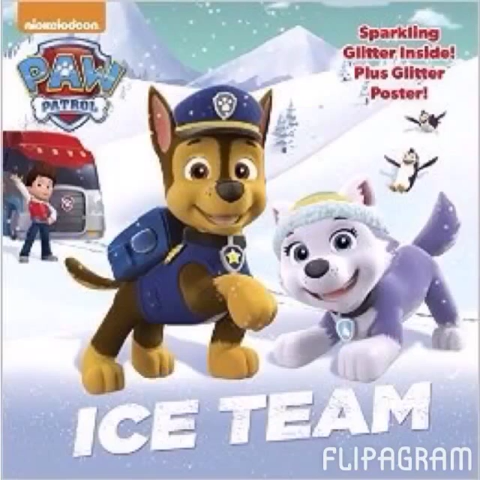 nickelodeon
PAW
PATROL
Sparkling
Glitter Inside!
Plus Glitter
Poster!
ICE TEAM
FLIPAGRAM